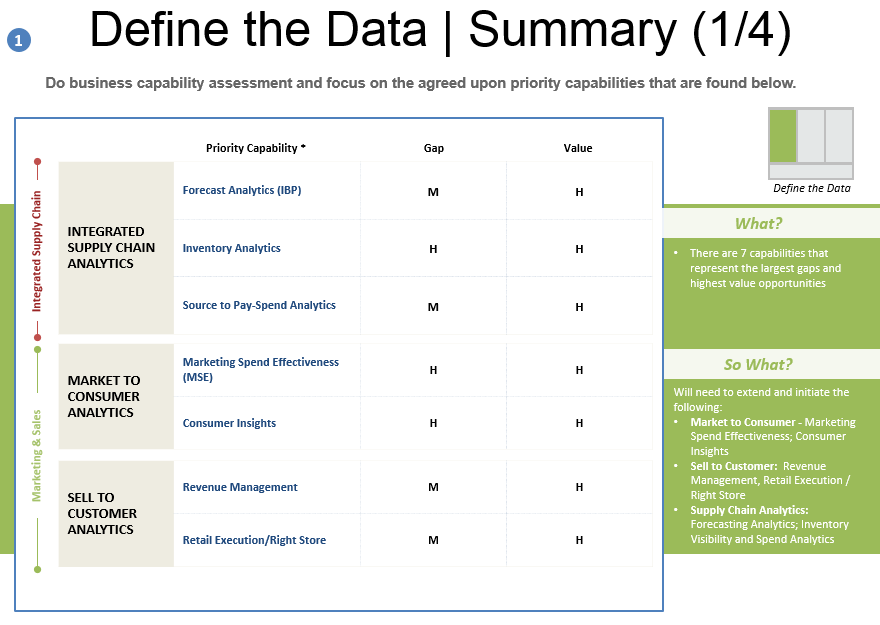 Define the Data | Summary (1/4)
1
Do business capability assessment and focus on the agreed upon priority capabilities that are found below.
Define the Data
Priority Capability * Gap Value
Integrated Supply Chain
INTEGRATED
SUPPLY CHAIN
ANALYTICS
Forecast Analytics (IBP) M H
Inventory Analytics H H
Source to Pay-Spend Analytics M H
Marketing & Sales
MARKET TO
CONSUMER
ANALYTICS
Marketing Spend Effectiveness
(MSE) H H
Consumer Insights H H
SELL TO
CUSTOMER
ANALYTICS
Revenue Management M H
Retail Execution/Right Store M H
What?
• There are 7 capabilities that
represent the largest gaps and
highest value opportunities
So What?
Will need to extend and initiate the
following:
• Market to Consumer - Marketing
Spend Effectiveness; Consumer
Insights
• Sell to Customer: Revenue
Management, Retail Execution /
Right Store
• Supply Chain Analytics:
Forecasting Analytics; Inventory
Visibility and Spend Analytics